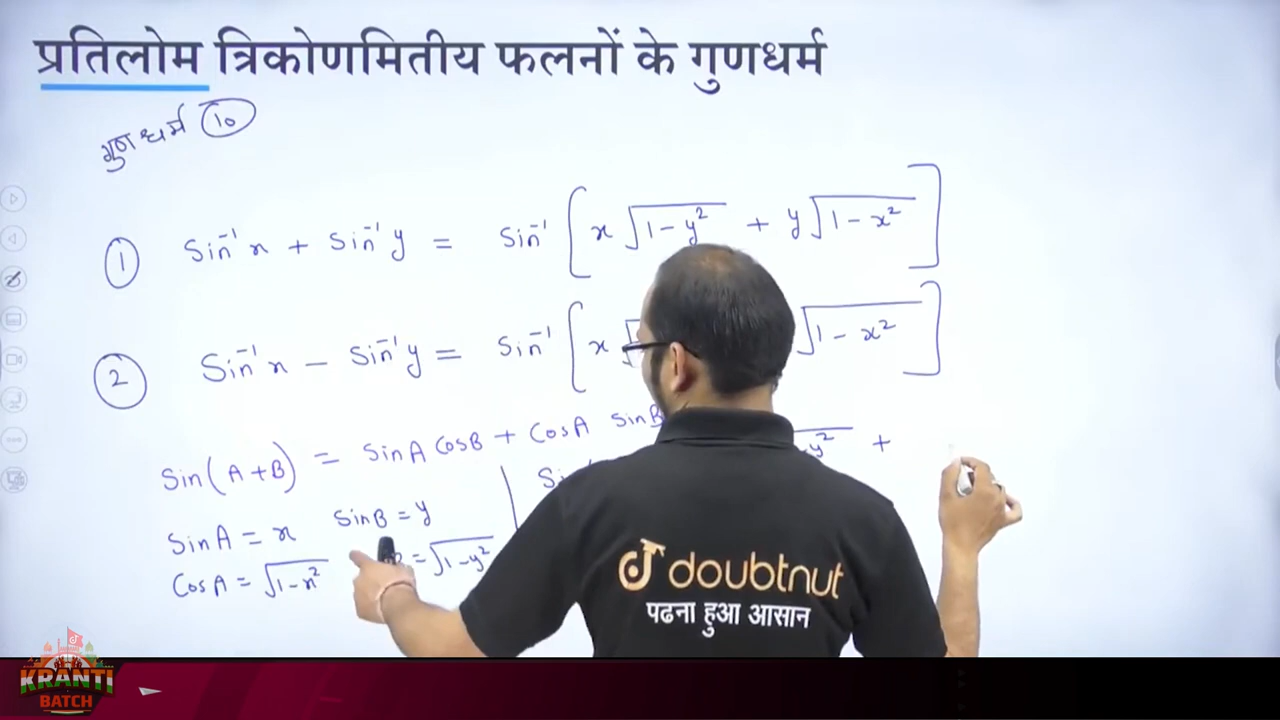 प्रतिलोम त्रिकोणमितीय फलनों के गुणधर्म
गुणधर्म 10
1 Sin⁻¹x + Sin⁻¹y = Sin⁻¹[x√1-y² + y√1-x²]
2 Sin⁻¹x - Sin⁻¹y = Sin⁻¹[x √1-x²]
Sin(A+B) = SinA CosB + CosA SinB
y² +
SinA = x SinB = y
CosA = √1-x² = √1-y²
doubtnut
पढना हुआ आसान
KRANTI
BATCH